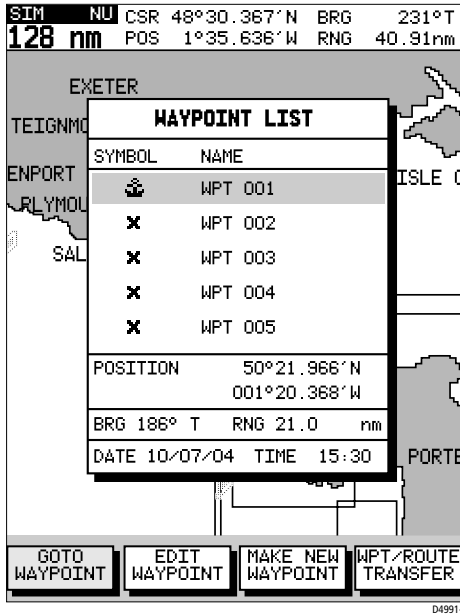 SIM NU CSR 48°30.367'N BRG 231°T
128 nm POS 1°35.636'W RNG 40.91nm
EXETER
TEIGNMO
WAYPOINT LIST
SYMBOL NAME
ENPORT
WPT 001
ISLE O
PLYMOU
WPT 002
SAL
WPT 003
WPT 004
WPT 005
POSITION 50°21.966'N
001°20.368'W
BRG 186° T RNG 21.0 nm
DATE 10/07/04 TIME 15:30
PORTE
GOTO WAYPOINT
EDIT WAYPOINT
MAKE NEW WAYPOINT
WPT/ROUTE TRANSFER
D4991